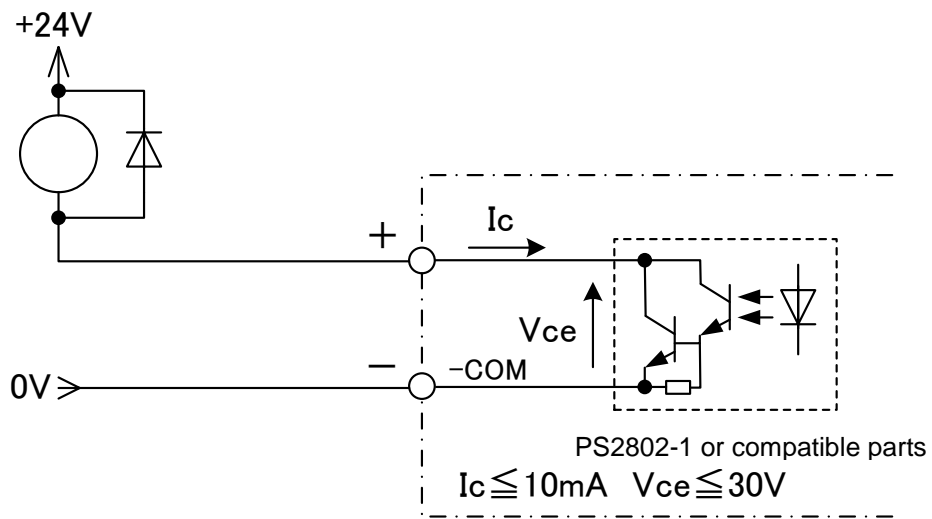 +24V
+
Ic
Vce
0V
−
-COM
PS2802-1 or compatible parts
Ic≦10mA Vce≦30V